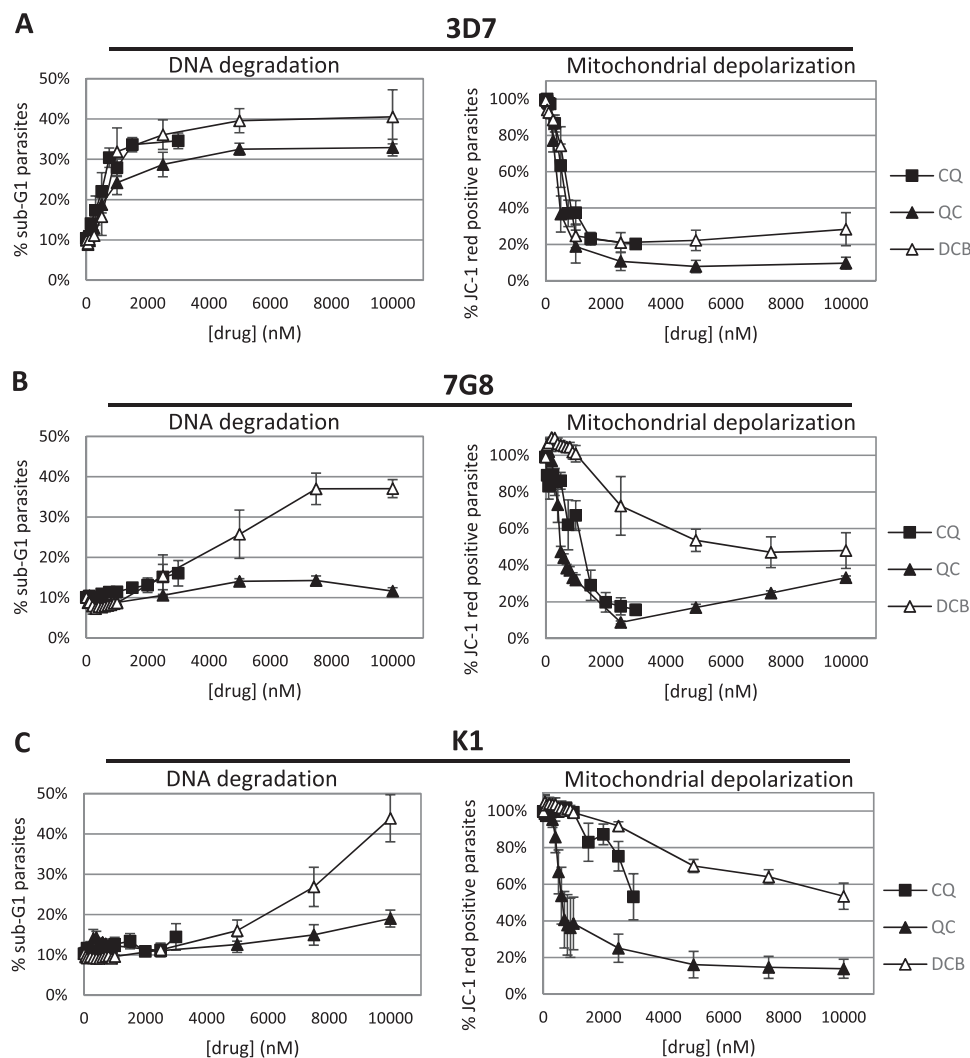 A
3D7
DNA degradation
Mitochondrial depolarization
% sub-G1 parasites
50%
40%
30%
20%
10%
0%
0 2000 4000 6000 8000 10000
[drug] (nM)
% JC-1 red positive parasites
100%
80%
60%
40%
20%
0%
0 2000 4000 6000 8000 10000
[drug] (nM)
CQ
QC
DCB
B
7G8
DNA degradation
Mitochondrial depolarization
% sub-G1 parasites
50%
40%
30%
20%
10%
0%
0 2000 4000 6000 8000 10000
[drug] (nM)
% JC-1 red positive parasites
100%
80%
60%
40%
20%
0%
0 2000 4000 6000 8000 10000
[drug] (nM)
CQ
QC
DCB
C
K1
DNA degradation
Mitochondrial depolarization
% sub-G1 parasites
50%
40%
30%
20%
10%
0%
0 2000 4000 6000 8000 10000
[drug] (nM)
% JC-1 red positive parasites
100%
80%
60%
40%
20%
0%
0 2000 4000 6000 8000 10000
[drug] (nM)
CQ
QC
DCB